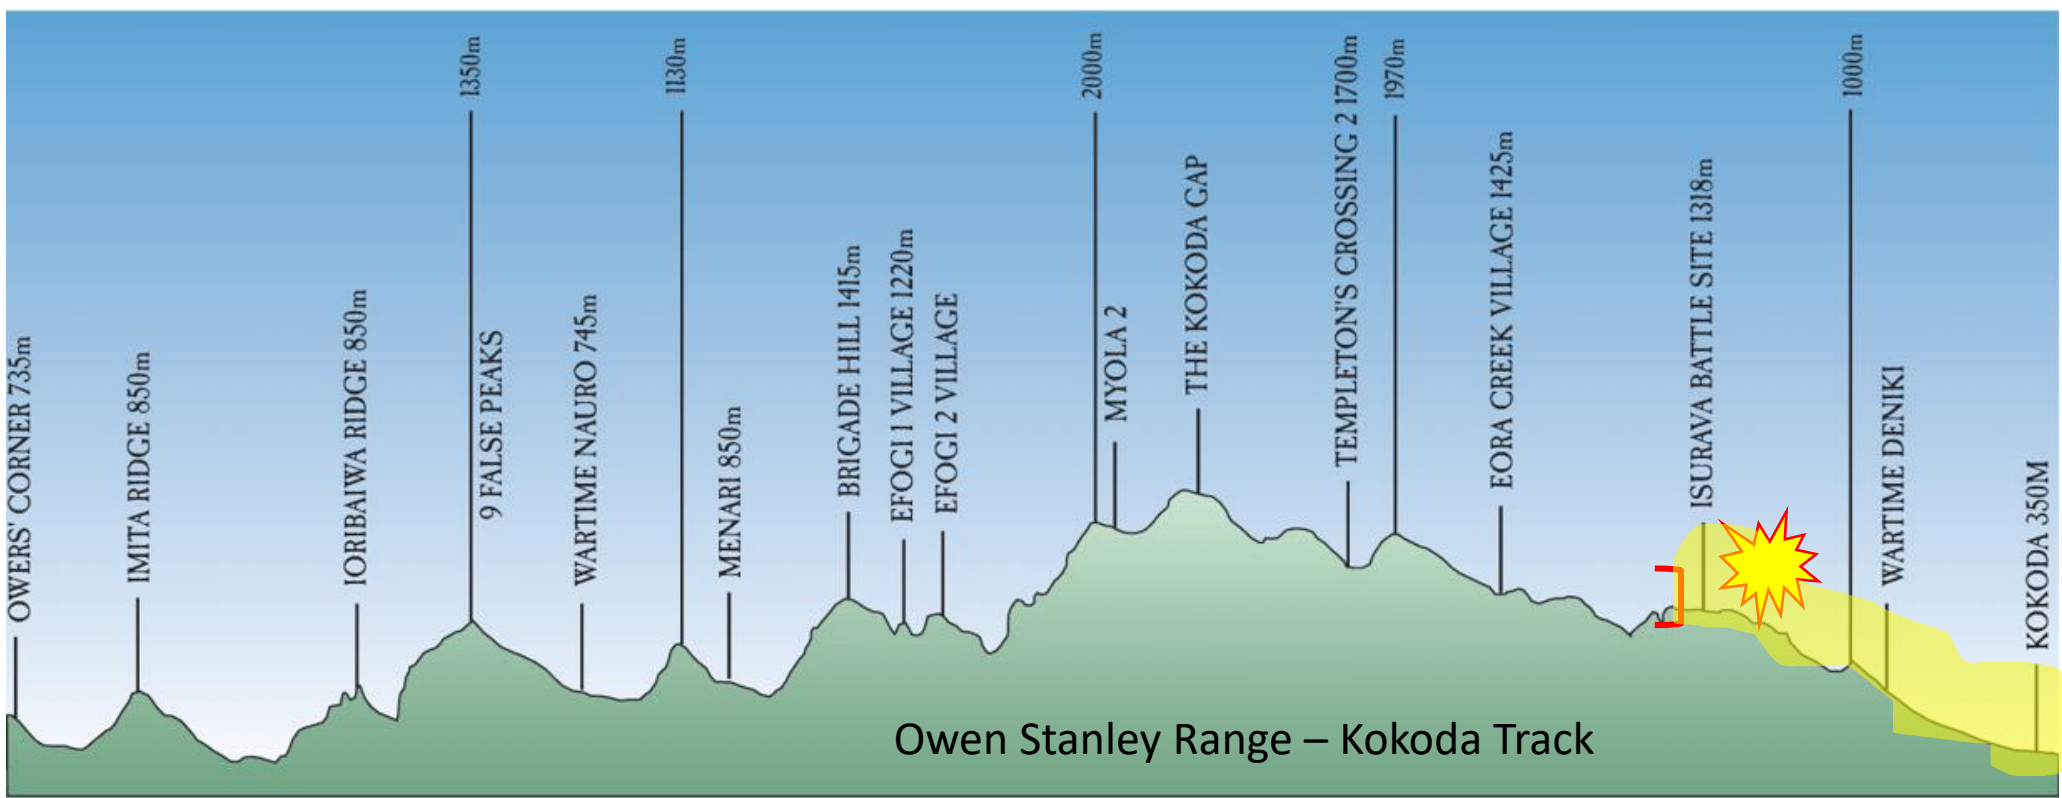 OWERS' CORNER 735m
IMITA RIDGE 850m
IORIBAIWA RIDGE 850m
1350m
9 FALSE PEAKS
WARTIME NAURO 745m
1130m
MENARI 850m
BRIGADE HILL 1415m
EFOGI 1 VILLAGE 1220m
EFOGI 2 VILLAGE
2000m
MYOLA 2
THE KOKODA GAP
TEMPLETON'S CROSSING 2 1700m
1970m
EORA CREEK VILLAGE 1425m
ISURAVA BATTLE SITE 1318m
1000m
WARTIME DENIKI
KOKODA 350M
Owen Stanley Range – Kokoda Track